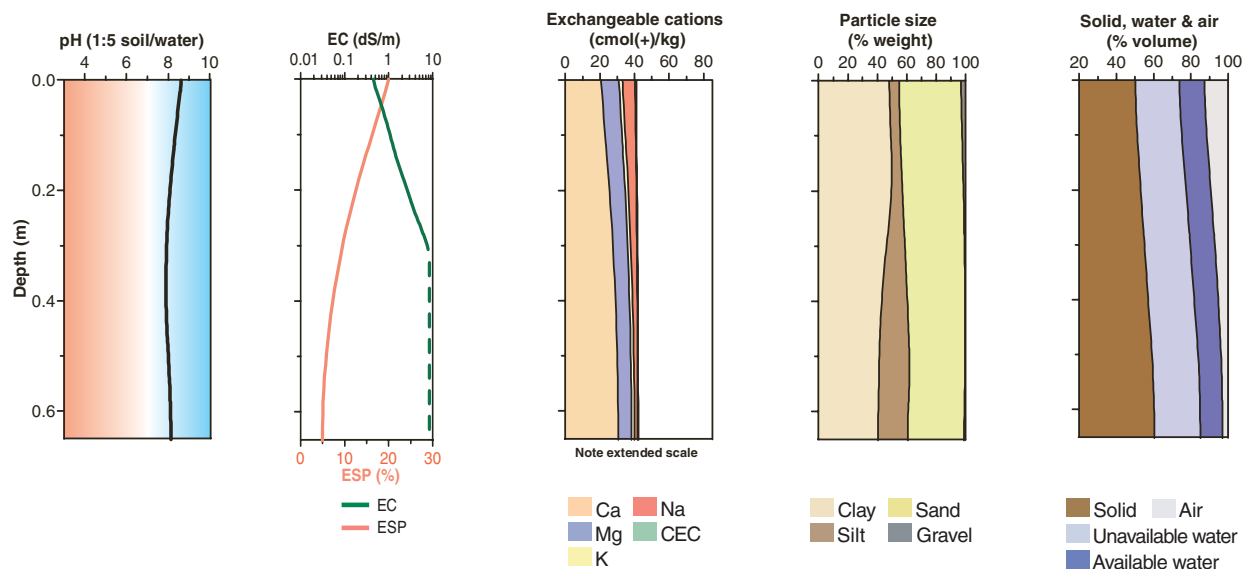 pH (1:5 soil/water)
4 6 8 10
0.0
0.2
0.4
0.6
Depth (m)
EC (dS/m)
0.01 0.1 1 10
0 10 20 30
ESP (%)
EC
ESP
Exchangeable cations
(cmol(+)/kg)
0 20 40 60 80
Note extended scale
Ca Na
Mg CEC
K
Particle size
(% weight)
0 20 40 60 80 100
Clay Sand
Silt Gravel
Solid, water & air
(% volume)
20 40 60 80 100
Solid Air
Unavailable water
Available water